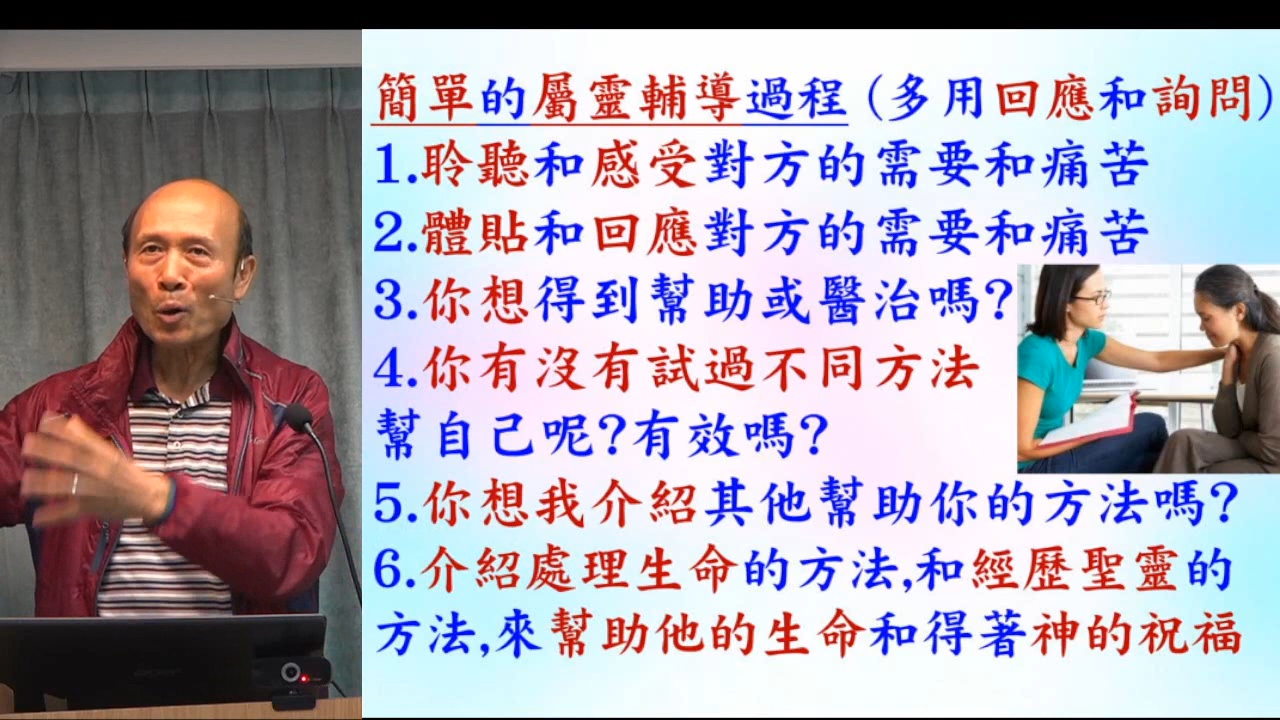 簡單的屬靈輔導過程(多用回應和詢問)
1.聆聽和感受對方的需要和痛苦
2.體貼和回應對方的需要和痛苦
3.你想得到幫助或醫治嗎?
4.你有沒有試過不同方法
幫自己呢?有效嗎?
5.你想我介紹其他幫助你的方法嗎?
6.介紹處理生命的方法,和經歷聖靈的
方法,來幫助他的生命和得著神的祝福